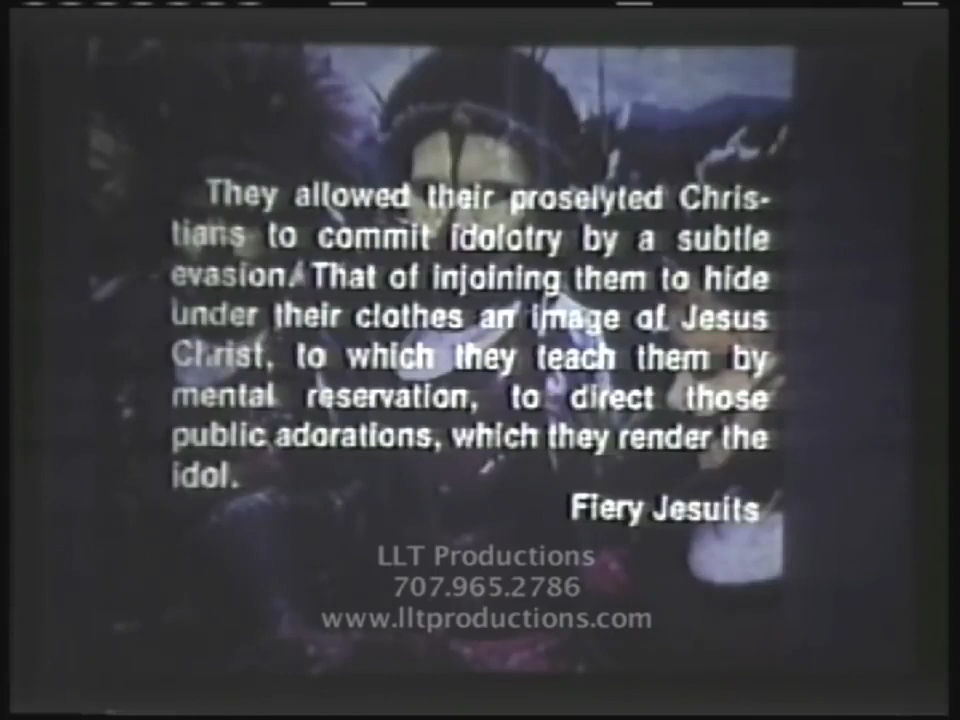 They allowed their proselyted Chris-
tians to commit idolotry by a subtle
evasion. That of injoining them to hide
under their clothes an image of Jesus
Christ, to which they teach them by
mental reservation, to direct those
public adorations, which they render the
idol.
Fiery Jesuits
LLT Productions
707.965.2786
www.lltproductions.com